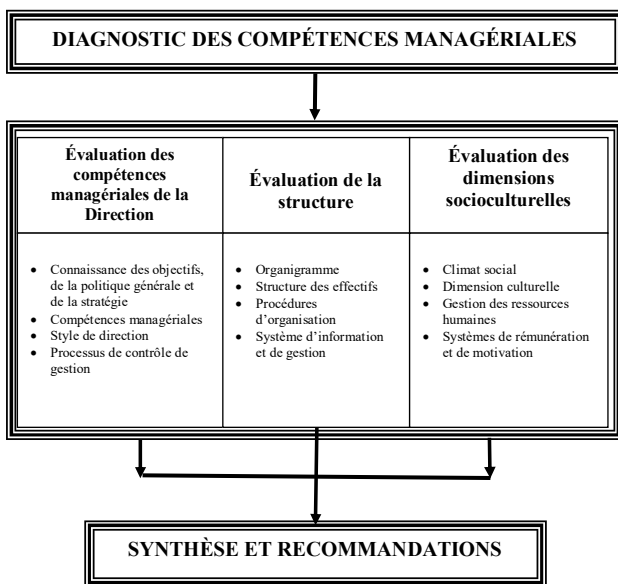 DIAGNOSTIC DES COMPÉTENCES MANAGÉRIALES
Évaluation des
compétences
managériales de la
Direction
• Connaissance des objectifs,
de la politique générale et
de la stratégie
• Compétences managériales
• Style de direction
• Processus de contrôle de
gestion
Évaluation de la
structure
• Organigramme
• Structure des effectifs
• Procédures
d’organisation
• Système d’information
et de gestion
Évaluation des
dimensions
socioculturelles
• Climat social
• Dimension culturelle
• Gestion des ressources
humaines
• Systèmes de rémunération
et de motivation
SYNTHÈSE ET RECOMMANDATIONS